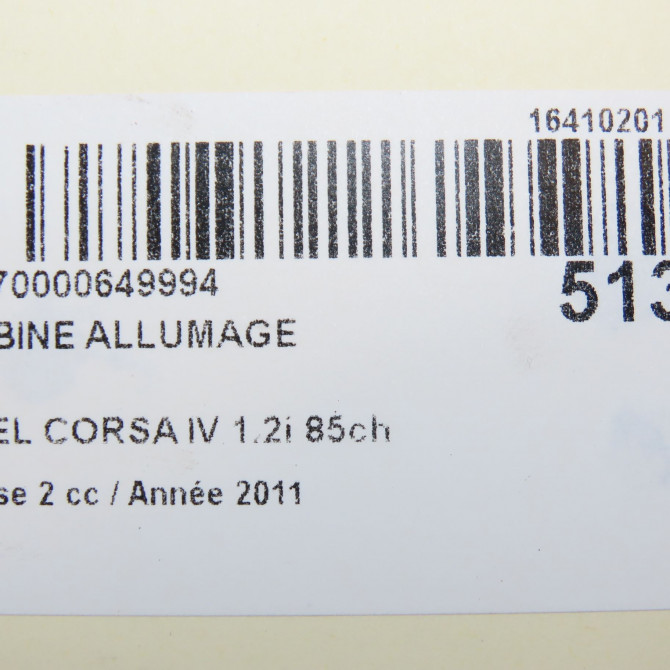 16410201
70000649994
513
BINE ALLUMAGE
EL CORSA IV 1.2i 85ch
se 2 cc / Année 2011